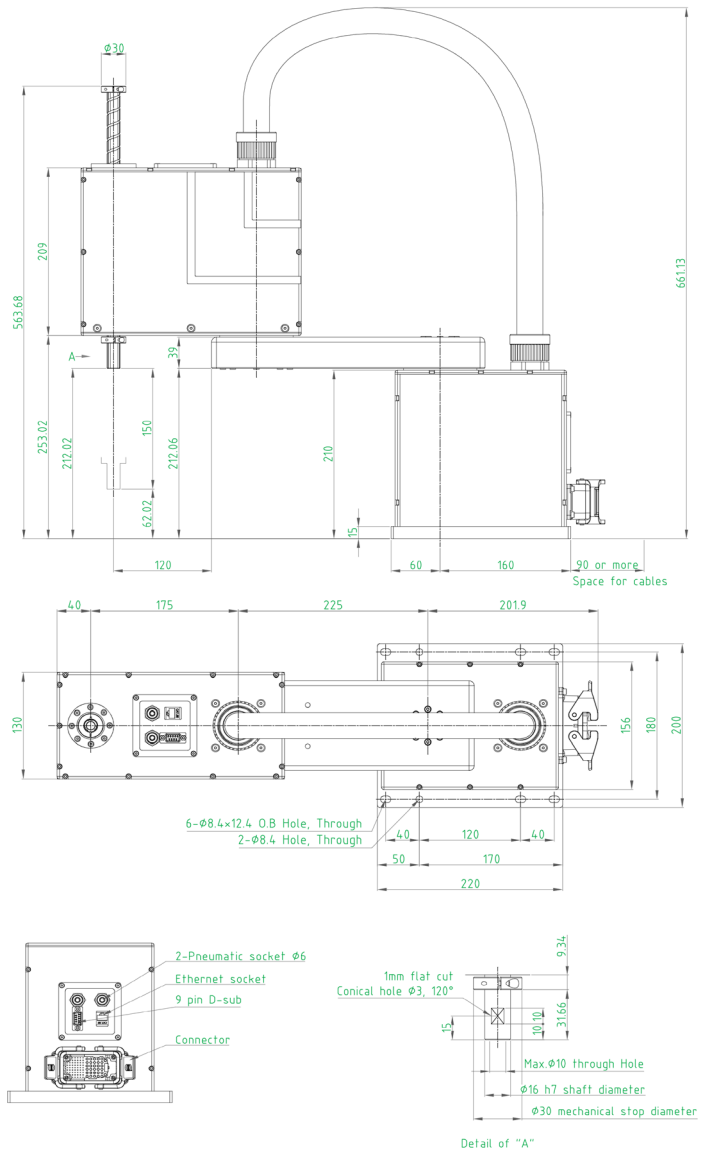 Ø30
563.68
209
661.13
A
39
253.02
212.02
150
212.06
210
62.02
15
120
60
160
90 or more
Space for cables
40
175
225
201.9
130
156
180
200
6-Ø8.4×12.4 O.B Hole, Through
2-Ø8.4 Hole, Through
40
120
40
50
170
220
2-Pneumatic socket Ø6
Ethernet socket
9 pin D-sub
Connector
9.34
1mm flat cut
Conical hole Ø3, 120°
15
10
10
31.66
Max.Ø10 through Hole
Ø16 h7 shaft diameter
Ø30 mechanical stop diameter
Detail of "A"